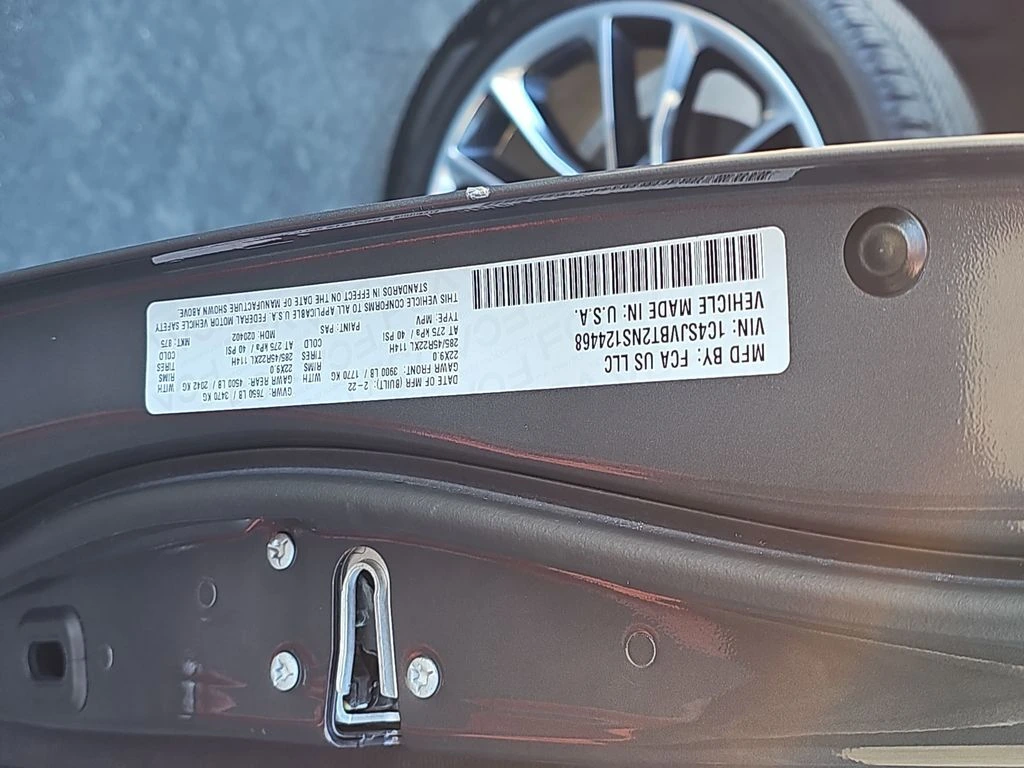 MFD BY: FCA US LLC
VIN: 1C4SJVBT2NS124468
VEHICLE MADE IN: U.S.A.
DATE OF MFR (BUILT): 2-22
GVWR: 7650 LB 3470 KG
GAWR FRONT: 3900 LB 1770 KG
GAWR REAR: 4500 LB 2042 KG
WITH
22X9.0 RIMS 22X9.0
TIRES
285/45R22XL 114H TIRES 285/45R22XL 114H
WITH
AT 275 kPa / 40 PSI COLD AT 275 kPa / 40 PSI
COLD
TYPE: MPV PAINT: PAS MDH: 020402 MKT: 875
THIS VEHICLE CONFORMS TO ALL APPLICABLE U.S.A. FEDERAL MOTOR VEHICLE SAFETY
STANDARDS IN EFFECT ON THE DATE OF MANUFACTURE SHOWN ABOVE.